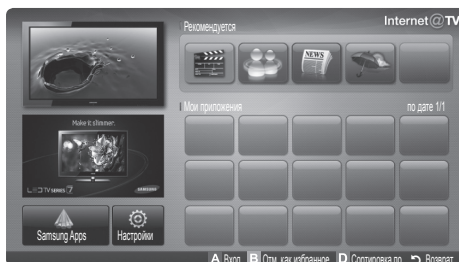 Internet@TV
Рекомендуется
NEWS
Мои приложения
по дате 1/1
Make it slimmer.
LED TV SERIES 7
SAMSUNG
Samsung Apps
Настройки
A Вход B Отм. как избранное D Сортировка по Возврат